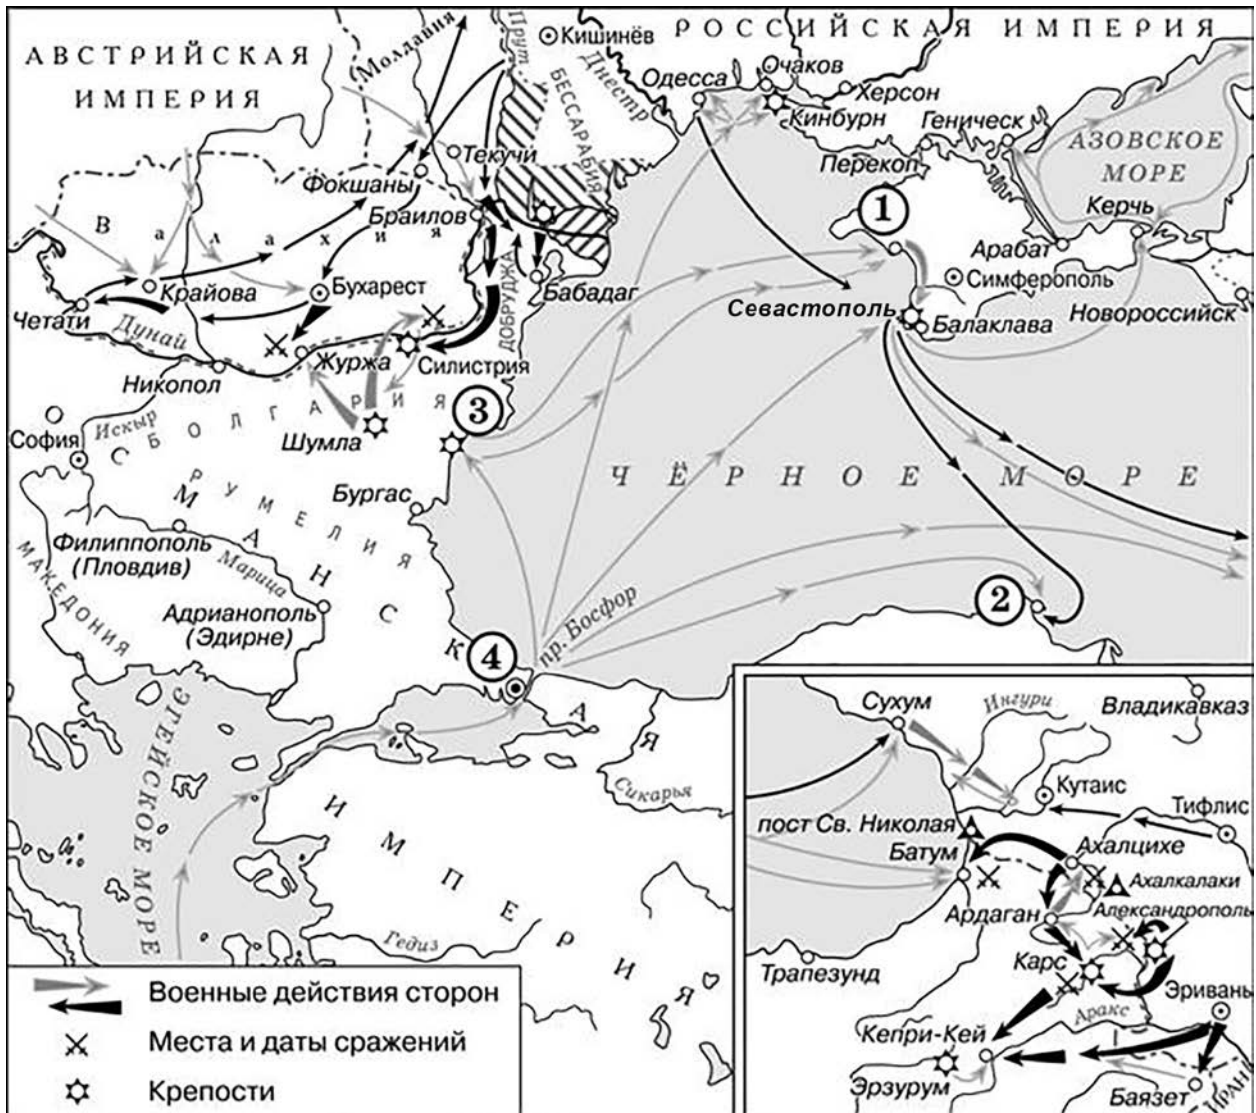 АВСТРИЙСКАЯ
ИМПЕРИЯ
Молдавия
Прут
Кишинёв
РОССИЙСКАЯ ИМПЕРИЯ
Днестр
БЕССАРАБИЯ
Одесса
Очаков
Херсон
Кинбурн
Геническ
Перекоп
АЗОВСКОЕ
МОРЕ
Керчь
Арабат
Текучи
Фокшаны
Браилов
Валахия
1
Симферополь
Крайова
Бухарест
Бабадаг
ДОБРУДЖА
Севастополь
Балаклава
Новороссийск
Четати
Дунай
Журжа
Силистрия
Никопол
БОЛГАРИЯ
3
София
Искыр
Шумла
ЧЁРНОЕ МОРЕ
РУМЕЛИЯ
Бургас
Филиппополь
(Пловдив)
Марица
МАКЕДОНИЯ
Адрианополь
(Эдирне)
2
4
пр. Босфор
ОСМАНСКАЯ
ИМПЕРИЯ
ЭГЕЙСКОЕ МОРЕ
Сикарья
Гедиз
Сухум
Ингури
Владикавказ
Кутаис
Тифлис
пост Св. Николая
Батум
Ахалцихе
Ахалкалаки
Ардаган
Александрополь
Трапезунд
Карс
Эривань
Аракс
Кепри-Кей
Эрзурум
Баязет
ИРАН
Военные действия сторон
Места и даты сражений
Крепости